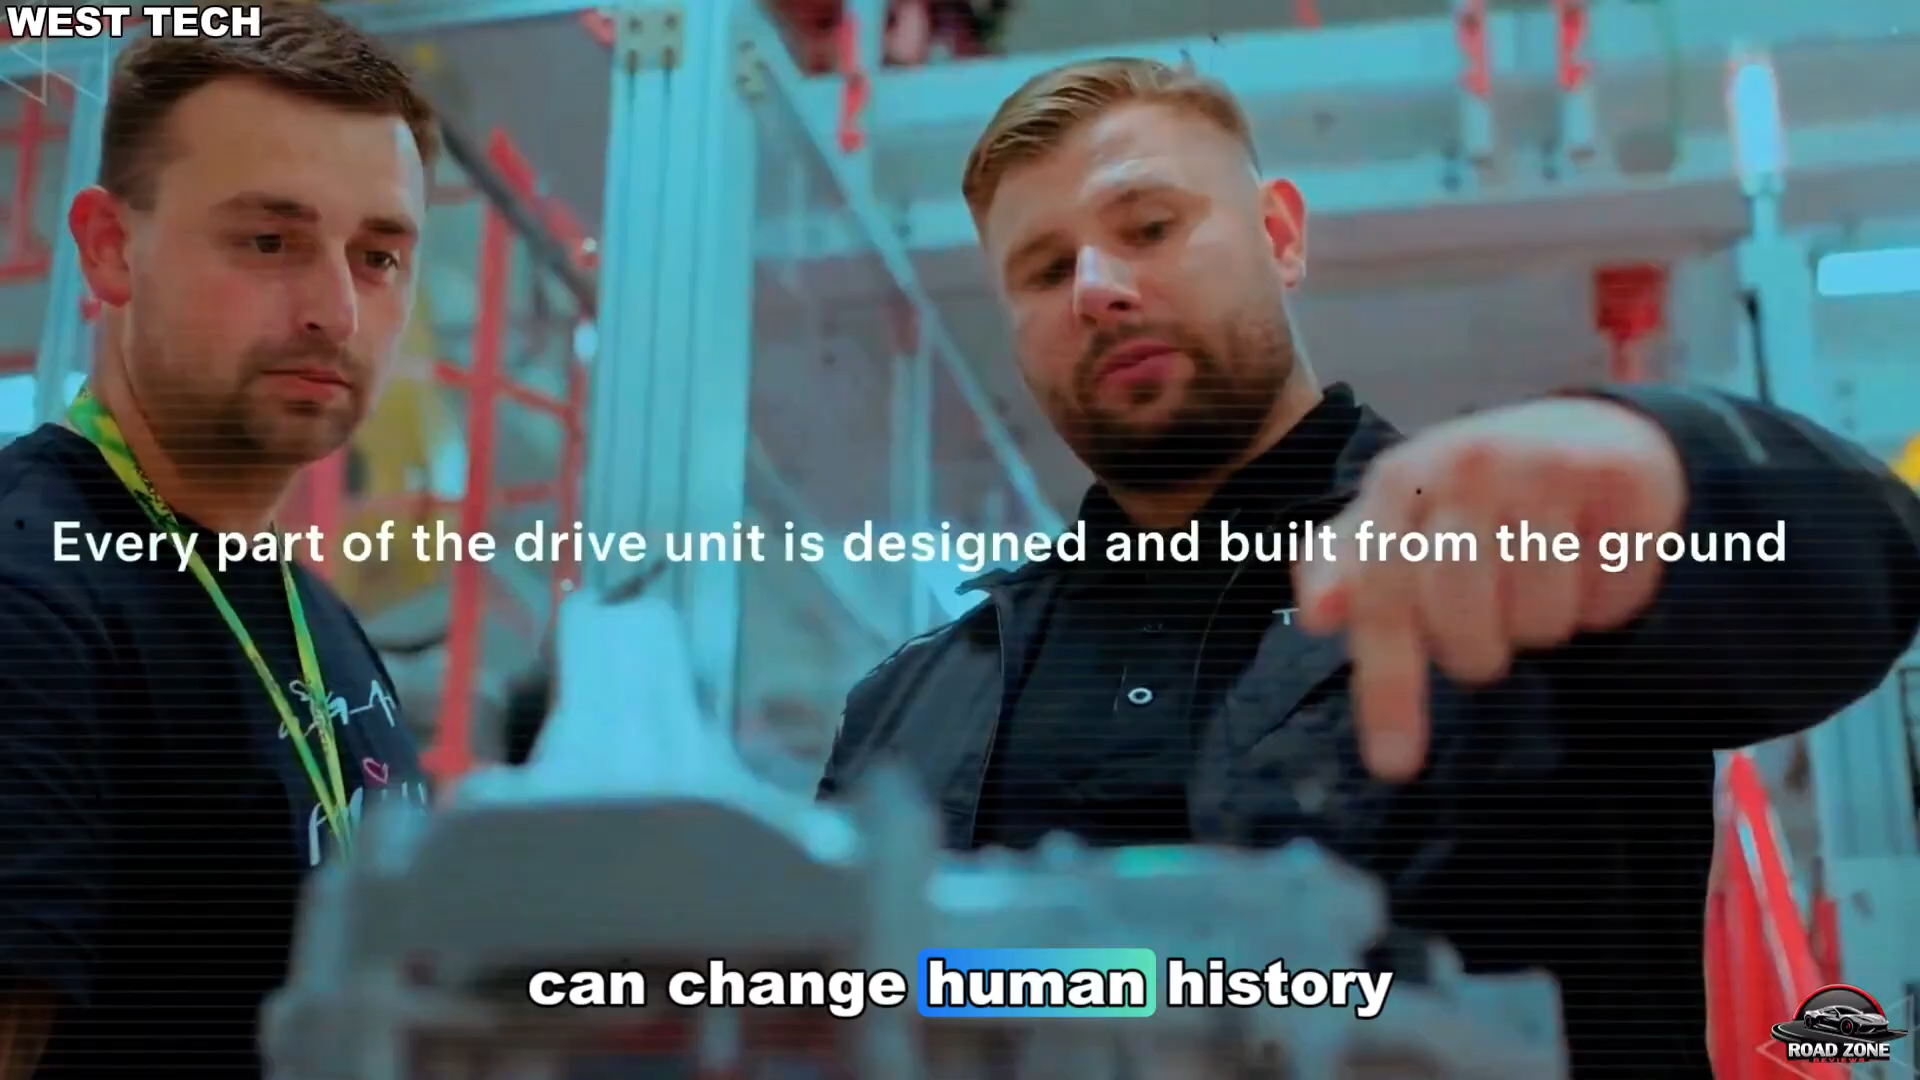 WEST TECH
Every part of the drive unit is designed and built from the ground
T
can change human history
ROAD ZONE
REVIEWS